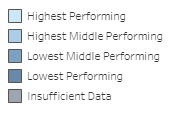 Highest Performing
Highest Middle Performing
Lowest Middle Performing
Lowest Performing
Insufficient Data